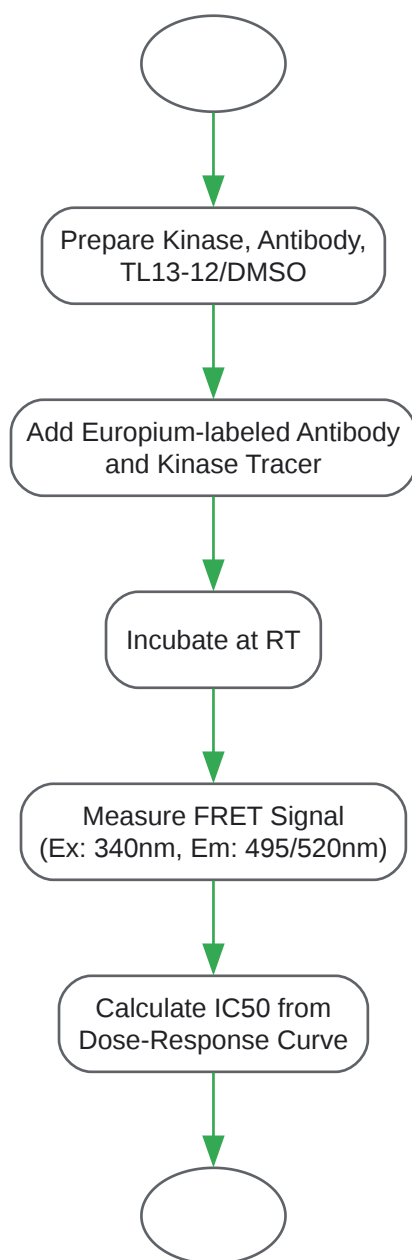 Prepare Kinase, Antibody,
TL13-12/DMSO
Add Europium-labeled Antibody
and Kinase Tracer
Incubate at RT
Measure FRET Signal
(Ex: 340nm, Em: 495/520nm)
Calculate IC50 from
Dose-Response Curve